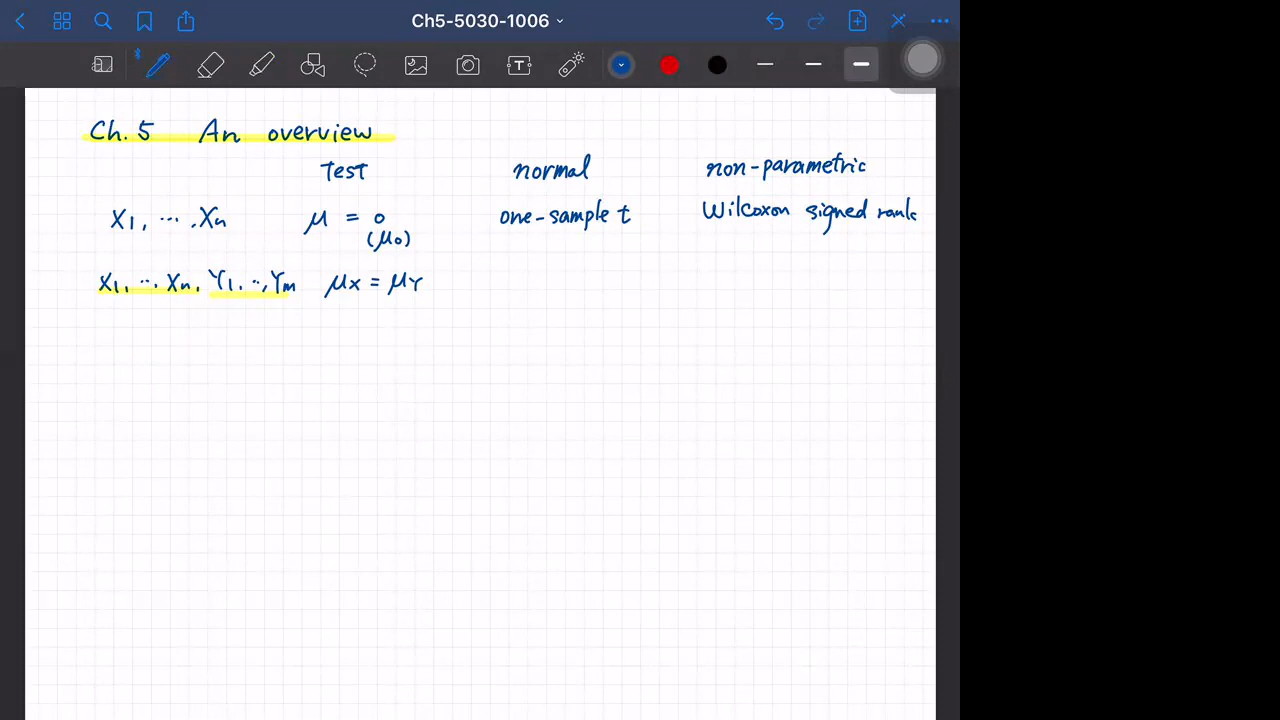 Ch5-5030-1006
T
Ch. 5 An overview
test normal non-parametric
X1, ..., Xn μ = 0 one-sample t Wilcoxon signed rank
(μ0)
X1, ..., Xn, Y1, ..., Ym μx = μY